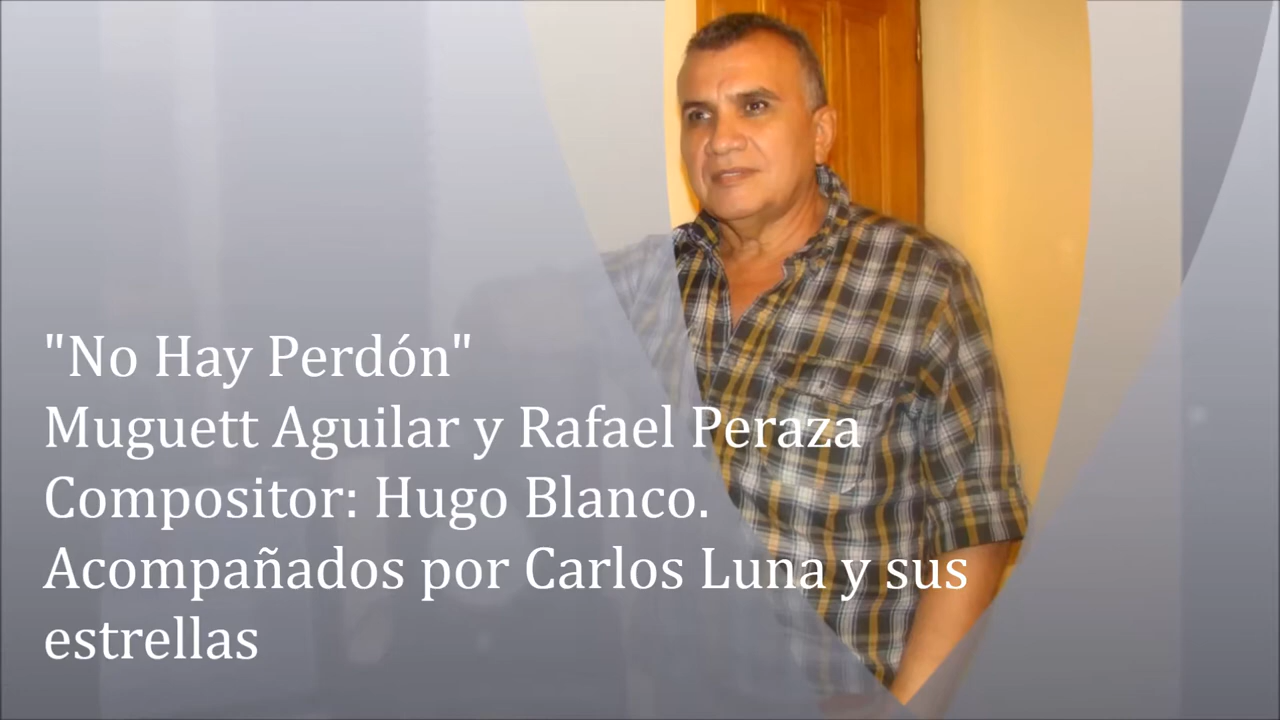 "No Hay Perdón"
Muguett Aguilar y Rafael Peraza
Compositor: Hugo Blanco.
Acompañados por Carlos Luna y sus
estrellas